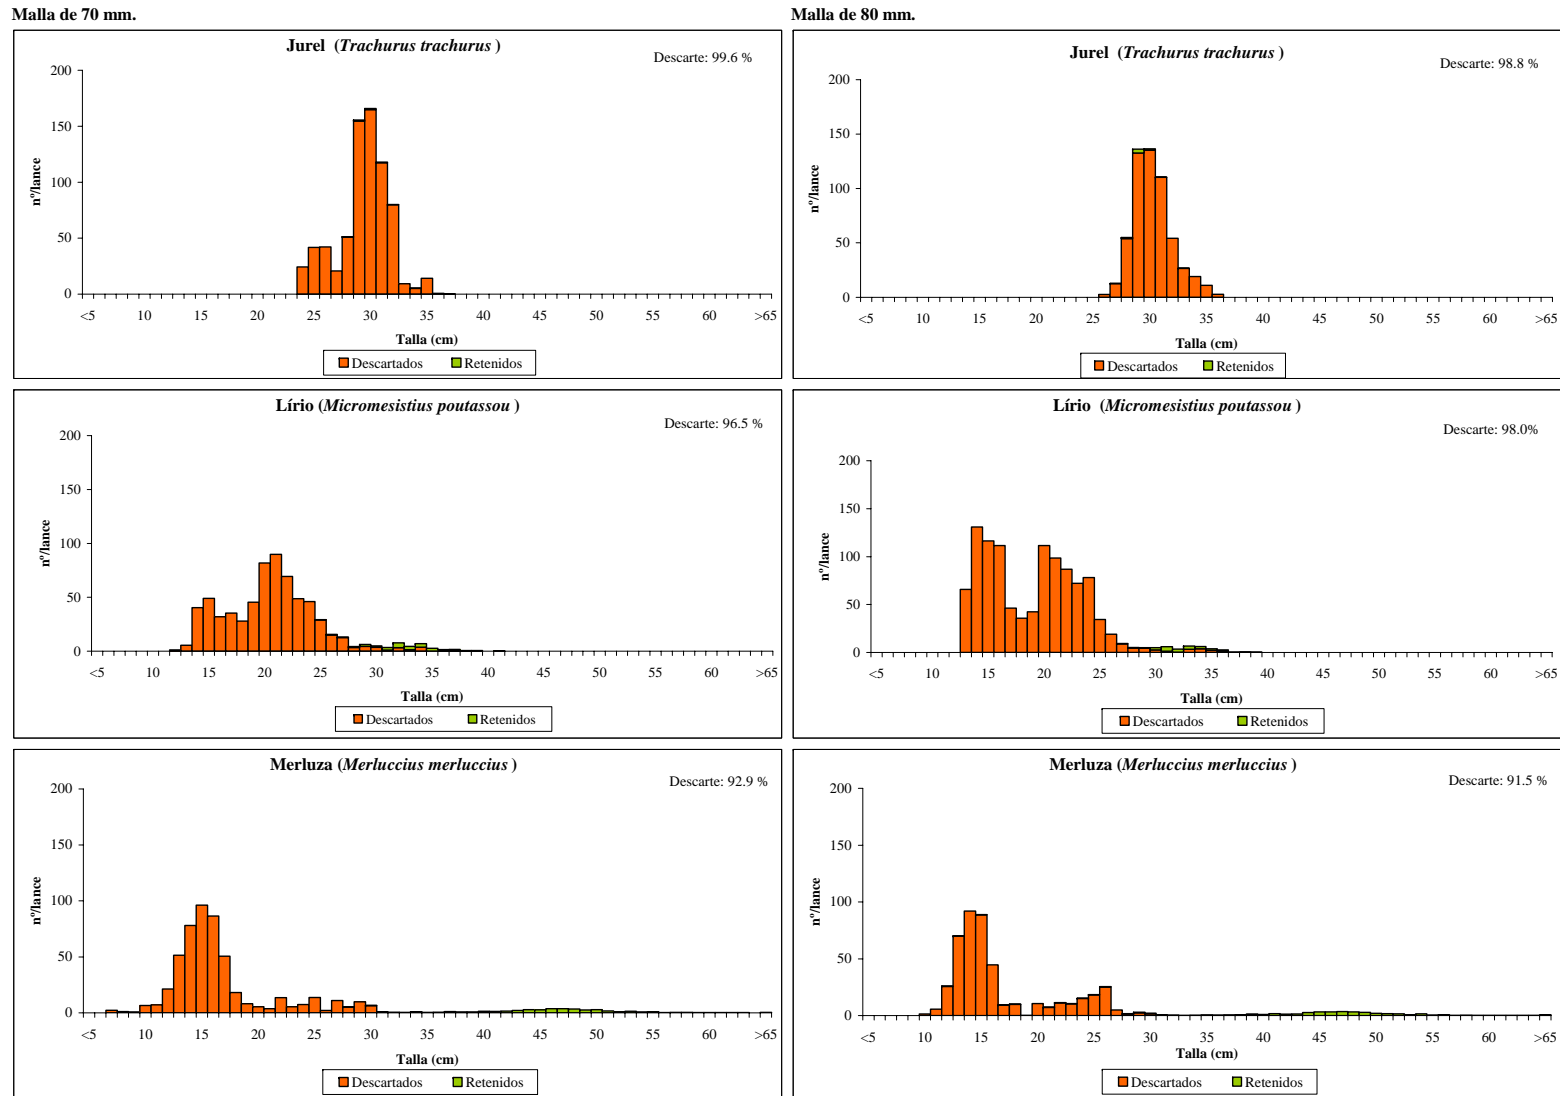 Malla de 70 mm.
Jurel (Trachurus trachurus )
Descarte: 99.6 %
nº/lance
200
150
100
50
0
<5 10 15 20 25 30 35 40 45 50 55 60 >65
Talla (cm)
Descartados Retenidos
Lírio (Micromesistius poutassou )
Descarte: 96.5 %
nº/lance
200
150
100
50
0
<5 10 15 20 25 30 35 40 45 50 55 60 >65
Talla (cm)
Descartados Retenidos
Merluza (Merluccius merluccius )
Descarte: 92.9 %
nº/lance
200
150
100
50
0
<5 10 15 20 25 30 35 40 45 50 55 60 >65
Talla (cm)
Descartados Retenidos
Malla de 80 mm.
Jurel (Trachurus trachurus )
Descarte: 98.8 %
nº/lance
200
150
100
50
0
<5 10 15 20 25 30 35 40 45 50 55 60 >65
Talla (cm)
Descartados Retenidos
Lírio (Micromesistius poutassou )
Descarte: 98.0%
nº/lance
200
150
100
50
0
<5 10 15 20 25 30 35 40 45 50 55 60 >65
Talla (cm)
Descartados Retenidos
Merluza (Merluccius merluccius )
Descarte: 91.5 %
nº/lance
200
150
100
50
0
<5 10 15 20 25 30 35 40 45 50 55 60 >65
Talla (cm)
Descartados Retenidos